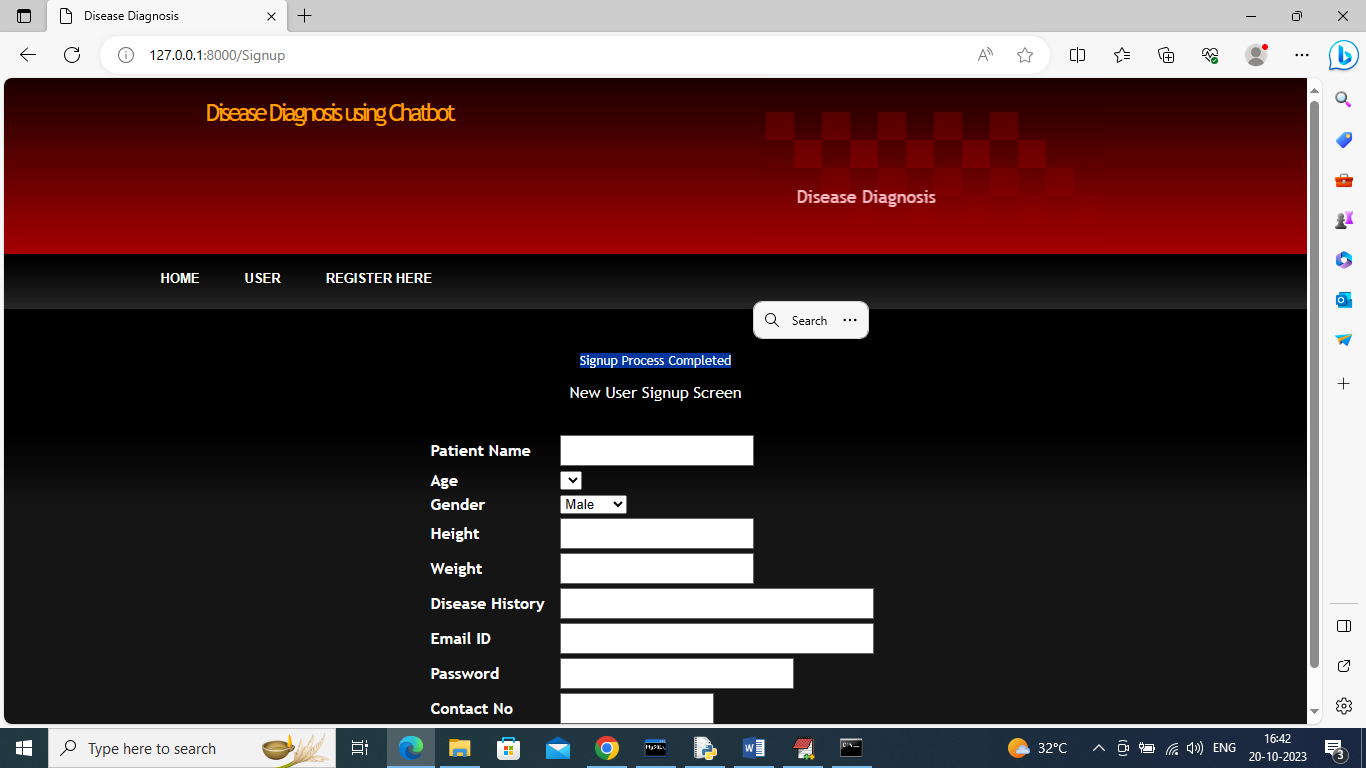 Disease Diagnosis
127.0.0.1:8000/Signup
Disease Diagnosis using Chatbot
Disease Diagnosis
HOME USER REGISTER HERE
Search
Signup Process Completed
New User Signup Screen
Patient Name
Age
Gender Male
Height
Weight
Disease History
Email ID
Password
Contact No
Type here to search
32°C
ENG
16:42
20-10-2023
3